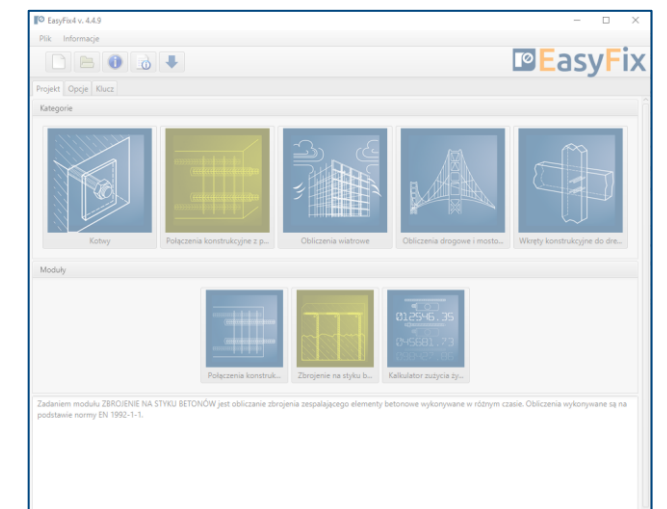 EasyFix4 v. 4.4.9
Plik Informacje
EasyFix
Projekt Opcje Klucz
Kategorie
Kotwy
Połączenia konstrukcyjne z p...
Obliczenia wiatrowe
Obliczenia drogowe i mosto...
Wkręty konstrukcyjne do dre...
Moduły
Połączenia konstruk...
Zbrojenie na styku b...
Kalkulator zużycia ży...
Zadaniem modułu ZBROJENIE NA STYKU BETONÓW jest obliczanie zbrojenia zespalającego elementy betonowe wykonywane w różnym czasie. Obliczenia wykonywane są na
podstawie normy EN 1992-1-1.